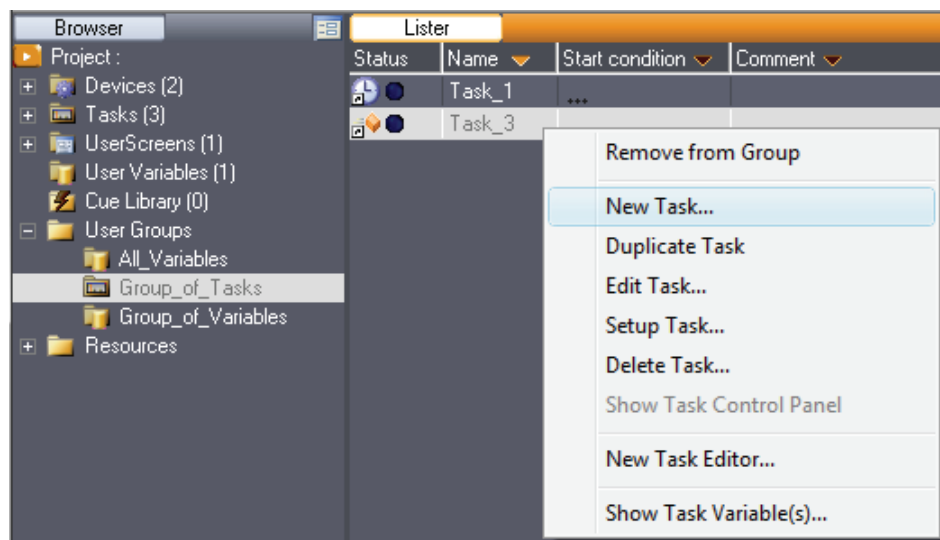 Browser
Project :
Devices (2)
Tasks (3)
UserScreens (1)
User Variables (1)
Cue Library (0)
User Groups
All_Variables
Group_of_Tasks
Group_of_Variables
Resources
Lister
Status Name Start condition Comment
Task_1 ...
Task_3
Remove from Group
New Task...
Duplicate Task
Edit Task...
Setup Task...
Delete Task...
Show Task Control Panel
New Task Editor...
Show Task Variable(s)...